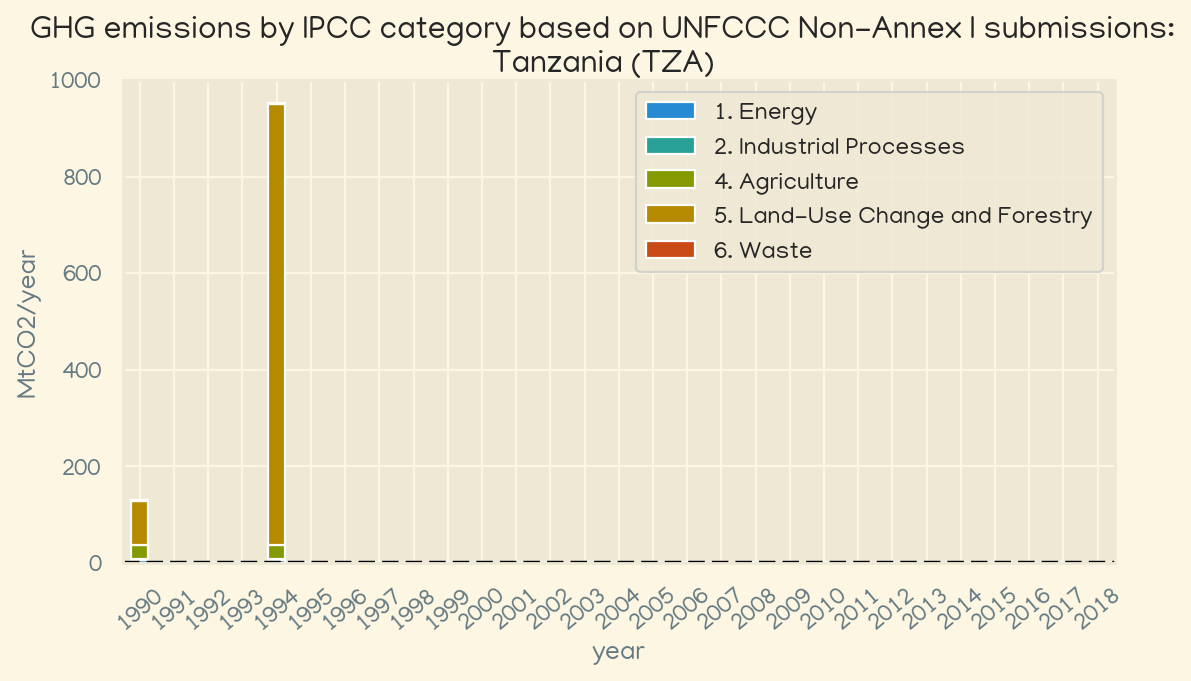 GHG emissions by IPCC category based on UNFCCC Non-Annex I submissions:
Tanzania (TZA)
1000
800
600
400
200
0
MtCO2/year
1. Energy
2. Industrial Processes
4. Agriculture
5. Land-Use Change and Forestry
6. Waste
1990 1991 1992 1993 1994 1995 1996 1997 1998 1999 2000 2001 2002 2003 2004 2005 2006 2007 2008 2009 2010 2011 2012 2013 2014 2015 2016 2017 2018
year